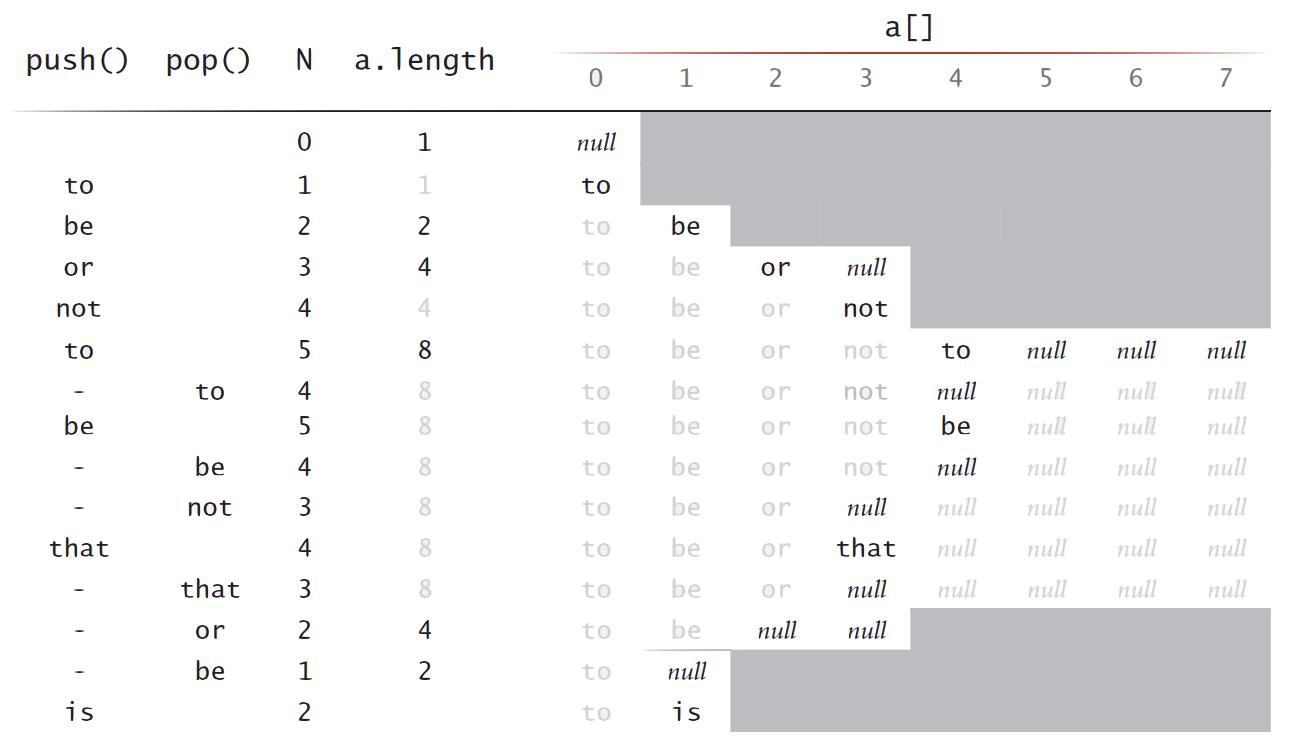 a[]
push() pop() N a.length
0 1 2 3 4 5 6 7
0 1 null
to 1 1 to
be 2 2 to be
or 3 4 to be or null
not 4 4 to be or not
to 5 8 to be or not to null null null
- to 4 8 to be or not null null null null
be 5 8 to be or not be null null null
- be 4 8 to be or not null null null null
- not 3 8 to be or null null null null null
that 4 8 to be or that null null null null
- that 3 8 to be or null null null null null
- or 2 4 to be null null
- be 1 2 to null
is 2 to is